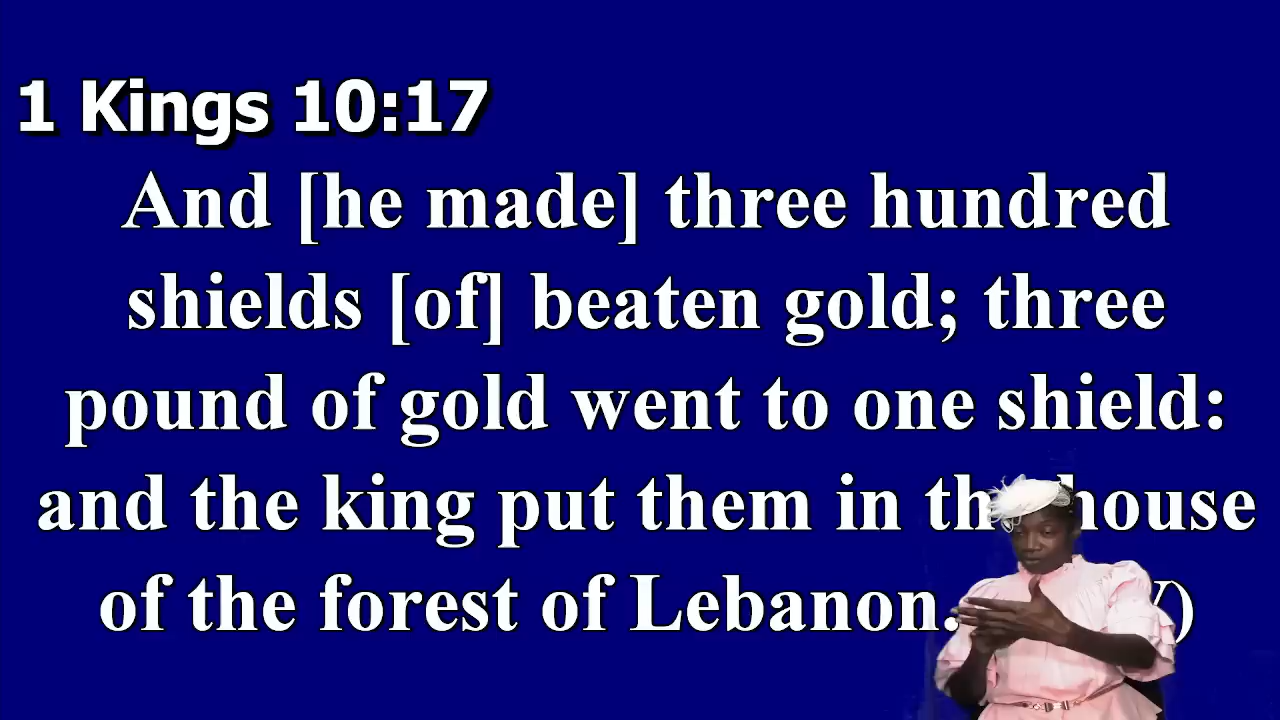 1 Kings 10:17
And [he made] three hundred
shields [of] beaten gold; three
pound of gold went to one shield:
and the king put them in house
of the forest of Lebanon.